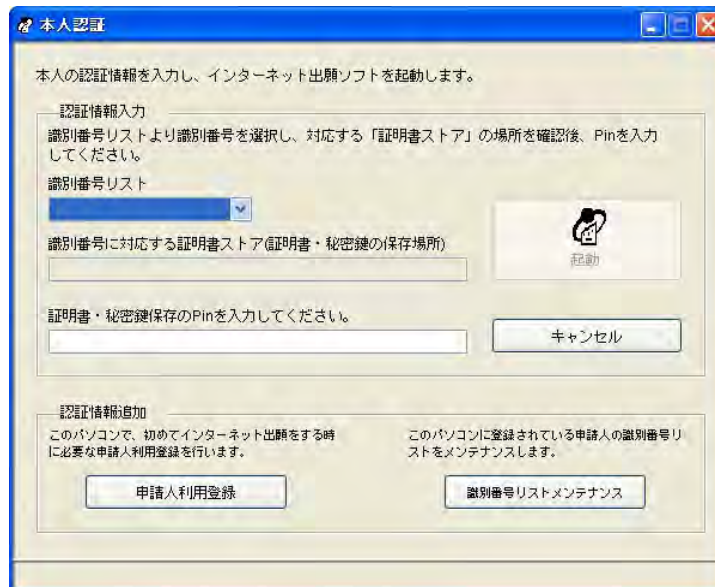 本人認証
本人の認証情報を入力し、インターネット出願ソフトを起動します。
認証情報入力
識別番号リストより識別番号を選択し、対応する「証明書ストア」の場所を確認後、Pinを入力
してください。
識別番号リスト
識別番号に対応する証明書ストア(証明書・秘密鍵の保存場所)
起動
証明書・秘密鍵保存のPinを入力してください。
キャンセル
認証情報追加
このパソコンで、初めてインターネット出願をする時
に必要な申請人利用登録を行います。
申請人利用登録
このパソコンに登録されている申請人の識別番号リ
ストをメンテナンスします。
識別番号リストメンテナンス